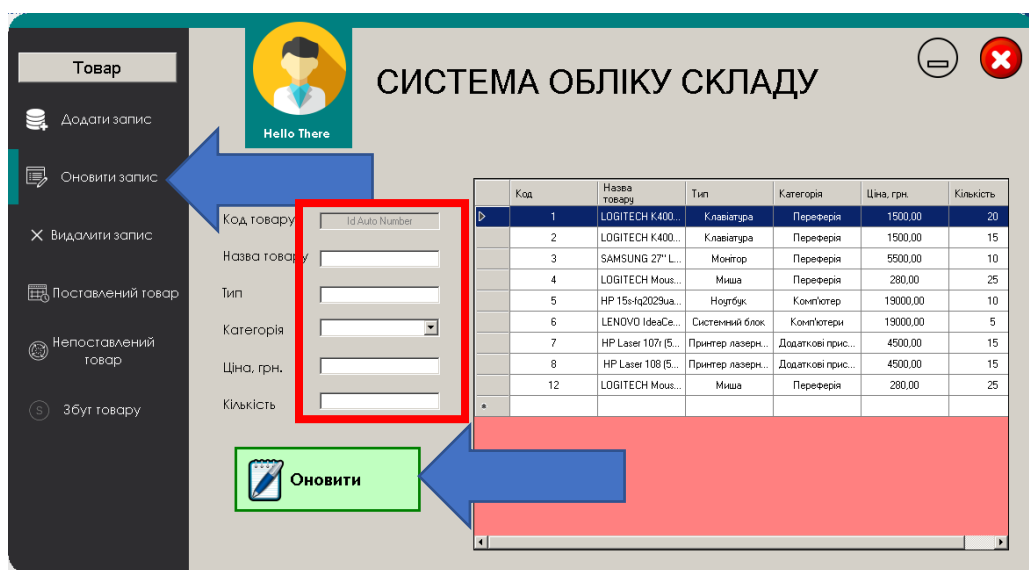 Товар
Додати запис
Оновити запис
Видалити запис
Поставлений товар
Непоставлений
товар
S Збут товару
Hello There
СИСТЕМА ОБЛІКУ СКЛАДУ
Код товару Id Auto Number
Назва товару
Тип
Категорія
Ціна, грн.
Кількість
Оновити
Код Назва товару Тип Категорія Ціна, грн. Кількість
1 LOGITECH K400... Клавіатура Переферія 1500,00 20
2 LOGITECH K400... Клавіатура Переферія 1500,00 15
3 SAMSUNG 27'' L... Монітор Переферія 5500,00 10
4 LOGITECH Mous... Миша Переферія 280,00 25
5 HP 15s-fq2029ua... Ноутбук Комп'ютер 19000,00 10
6 LENOVO IdeaCe... Системний блок Комп'ютери 19000,00 5
7 HP Laser 107r (5... Принтер лазерн... Додаткові прис... 4500,00 15
8 HP Laser 108 (5... Принтер лазерн... Додаткові прис... 4500,00 15
12 LOGITECH Mous... Миша Переферія 280,00 25